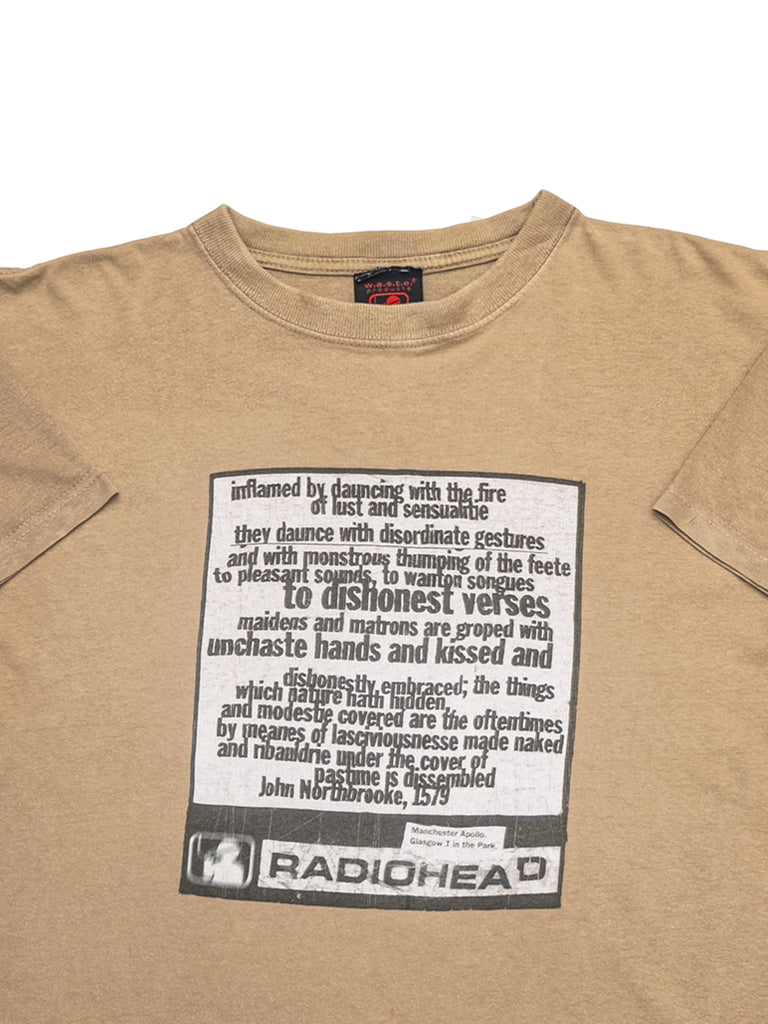 w.a.s.t.e.®
products
inflamed by dauncing with the fire
of lust and sensualitie
they daunce with disordinate gestures
and with monstrous thumping of the feete
to pleasant sounds, to wanton songues
to dishonest verses
maidens and matrons are groped with
unchaste hands and kissed and
dishonestly embraced; the things
which nature hath hidden,
and modestie covered are the oftentimes
by meanes of lasciviousnesse made naked
and ribauldrie under the cover of
pastime is dissembled
John Northbrooke, 1579
Manchester Apollo.
Glasgow T in the Park.
RADIOHEAD